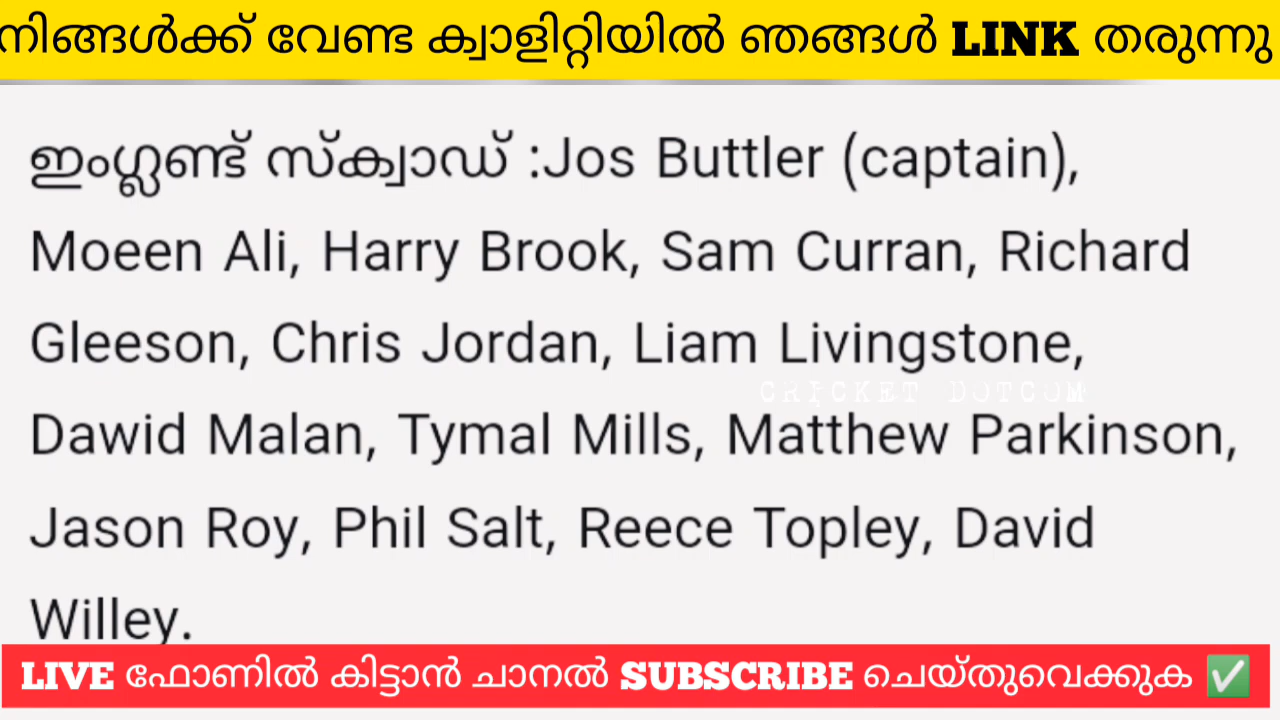 നിങ്ങൾക്ക് വേണ്ട ക്വാളിറ്റിയിൽ ഞങ്ങൾ LINK തരുന്നു
ഇംഗ്ലണ്ട് സ്ക്വാഡ് :Jos Buttler (captain),
Moeen Ali, Harry Brook, Sam Curran, Richard
Gleeson, Chris Jordan, Liam Livingstone,
CRICKET DOTCOM
Dawid Malan, Tymal Mills, Matthew Parkinson,
Jason Roy, Phil Salt, Reece Topley, David
Willey.
LIVE ഫോണിൽ കിട്ടാൻ ചാനൽ SUBSCRIBE ചെയ്തുവെക്കുക ✅